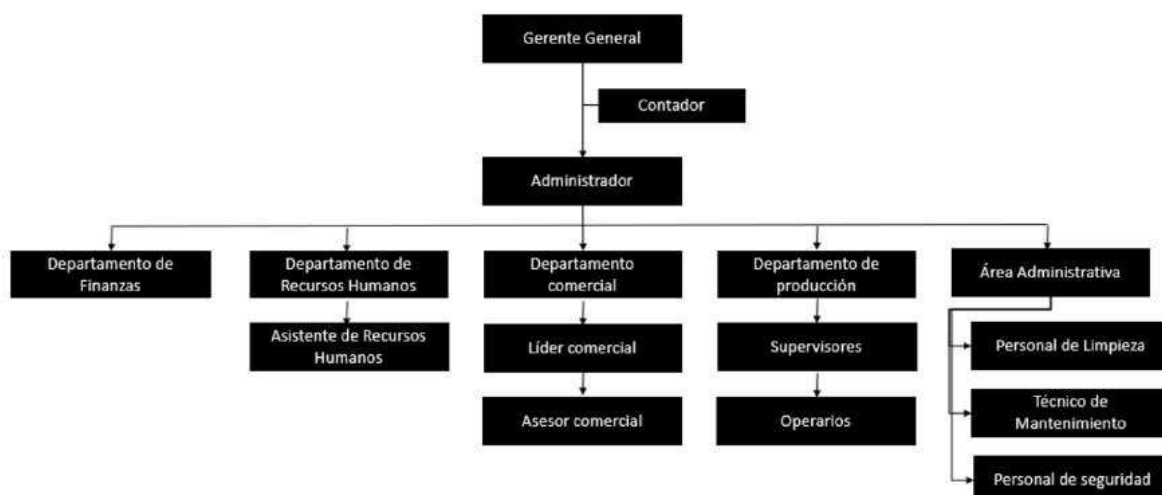 Gerente General
Contador
Administrador
Departamento de
Finanzas
Departamento de
Recursos Humanos
Departamento
comercial
Departamento de
producción
Área Administrativa
Asistente de Recursos
Humanos
Líder comercial
Supervisores
Personal de Limpieza
Asesor comercial
Operarios
Técnico de
Mantenimiento
Personal de seguridad